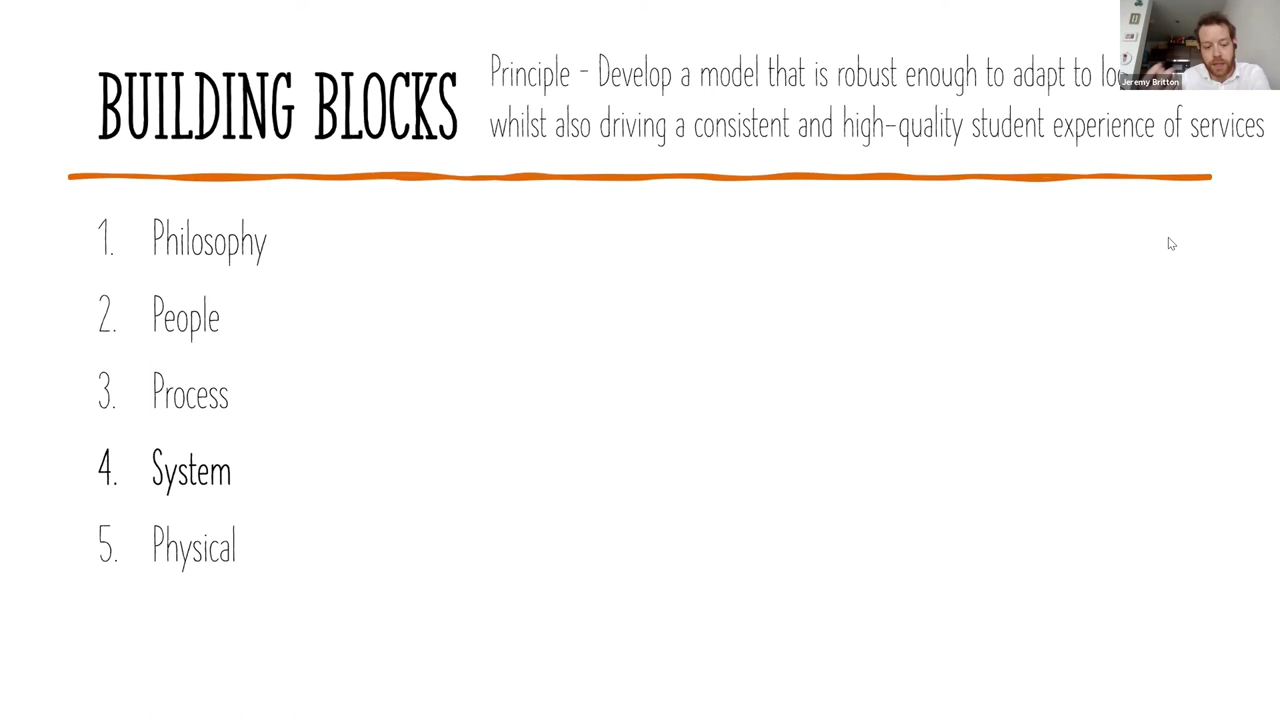 BUILDING BLOCKS
Principle - Develop a model that is robust enough to adapt to
whilst also driving a consistent and high-quality student experience of services
Jeremy Britton
1. Philosophy
2. People
3. Process
4. System
5. Physical